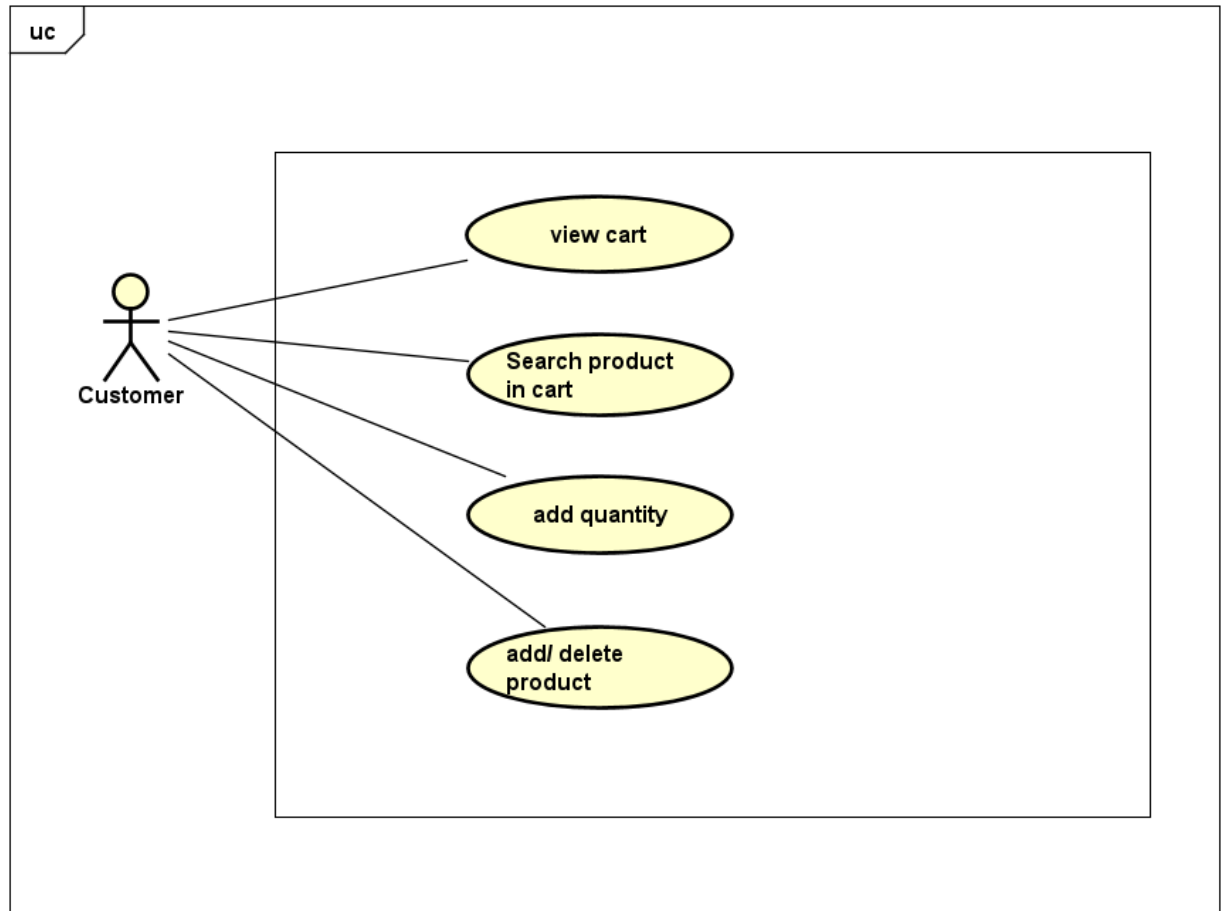 uc
view cart
Search product
in cart
Customer
add quantity
add/ delete
product